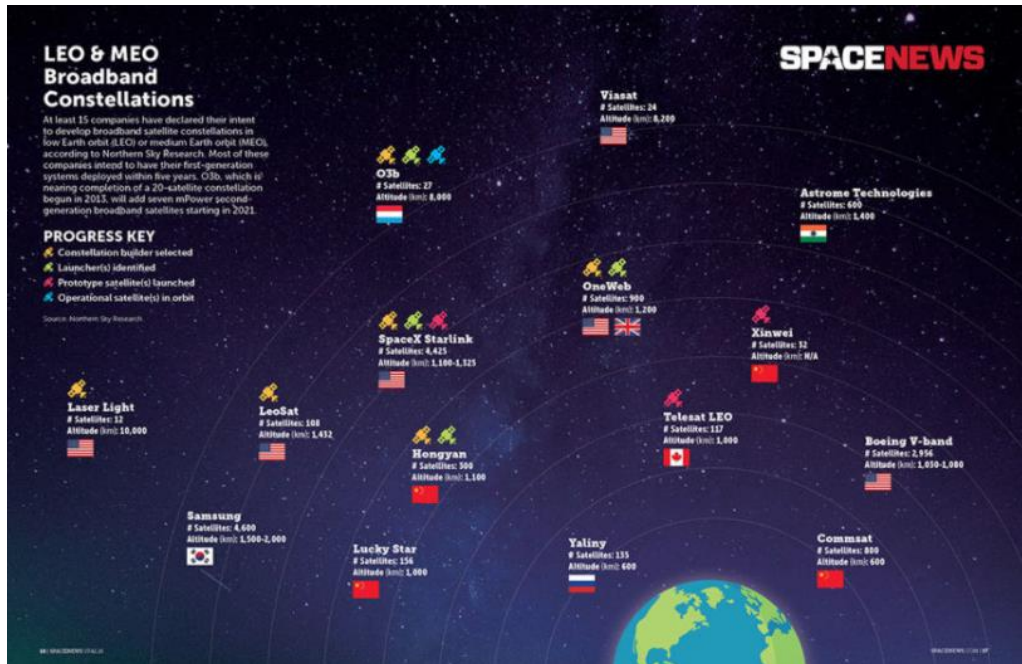 LEO & MEO
Broadband
Constellations
At least 15 companies have declared their intent
to develop broadband satellite constellations in
low Earth orbit (LEO) or medium Earth orbit (MEO),
according to Northern Sky Research. Most of these
companies intend to have their first-generation
systems deployed within five years. O3b, which is
nearing completion of a 20-satellite constellation
begun in 2013, will add seven mPower second-
generation broadband satellites starting in 2021.
PROGRESS KEY
Constellation builder selected
Launcher(s) identified
Prototype satellite(s) launched
Operational satellite(s) in orbit
Source: Northern Sky Research
SPACENEWS
Viasat
# Satellites: 24
Altitude (km): 8,200
O3b
# Satellites: 27
Altitude (km): 8,000
Astrome Technologies
# Satellites: 600
Altitude (km): 1,400
OneWeb
# Satellites: 900
Altitude (km): 1,200
SpaceX Starlink
# Satellites: 4,425
Altitude (km): 1,100-1,325
Xinwei
# Satellites: 32
Altitude (km): N/A
Laser Light
# Satellites: 12
Altitude (km): 10,000
LeoSat
# Satellites: 108
Altitude (km): 1,432
Hongyan
# Satellites: 300
Altitude (km): 1,100
Telesat LEO
# Satellites: 117
Altitude (km): 1,000
Boeing V-band
# Satellites: 2,956
Altitude (km): 1,030-1,080
Samsung
# Satellites: 4,600
Altitude (km): 1,500-2,000
Lucky Star
# Satellites: 156
Altitude (km): 1,000
Yaliny
# Satellites: 135
Altitude (km): 600
Commsat
# Satellites: 800
Altitude (km): 600
SPACENEWS
SPACENEWS